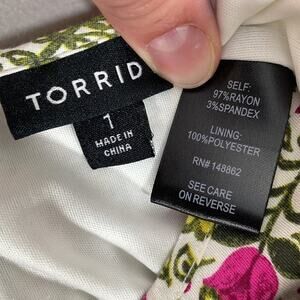 TORRID
1
MADE IN
CHINA
SELF:
97%RAYON
3%SPANDEX
LINING:
100%POLYESTER
RN# 148862
SEE CARE
ON REVERSE